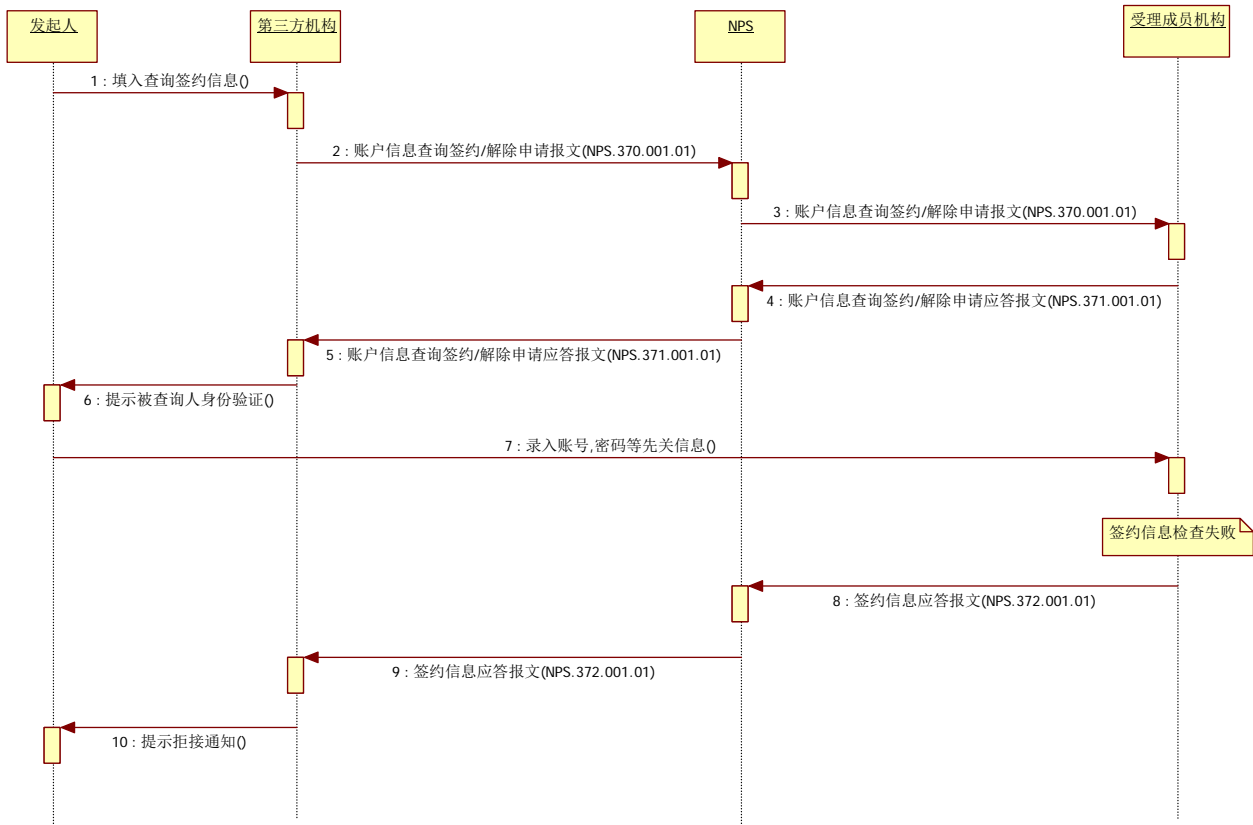 发起人
第三方机构
NPS
受理成员机构
1 : 填入查询签约信息()
2 : 账户信息查询签约/解除申请报文(NPS.370.001.01)
3 : 账户信息查询签约/解除申请报文(NPS.370.001.01)
4 : 账户信息查询签约/解除申请应答报文(NPS.371.001.01)
5 : 账户信息查询签约/解除申请应答报文(NPS.371.001.01)
6 : 提示被查询人身份验证()
7 : 录入账号,密码等先关信息()
签约信息检查失败
8 : 签约信息应答报文(NPS.372.001.01)
9 : 签约信息应答报文(NPS.372.001.01)
10 : 提示拒接通知()